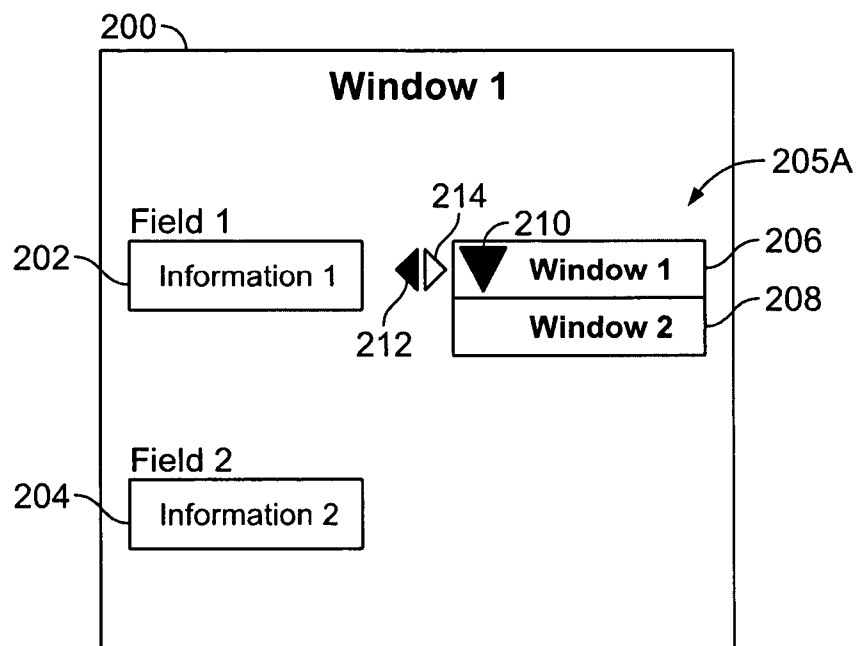 200
Window 1
205A
Field 1
214
210
202
Information 1
Window 1
206
212
Window 2
208
Field 2
204
Information 2